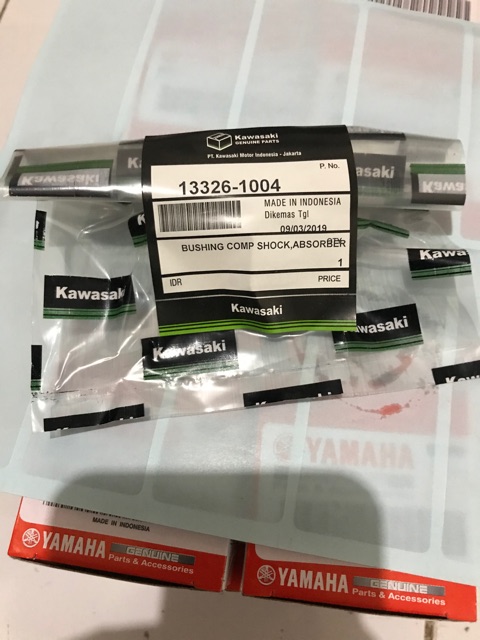 Kawasaki
GENUINE PARTS
PT. Kawasaki Motor Indonesia - Jakarta
P. No.
13326-1004
MADE IN INDONESIA
Dikemas Tgl
09/03/2019
BUSHING COMP SHOCK,ABSORBER
1
IDR
PRICE
Kawasaki
Kawasaki
Kawasaki
Kawasaki
Kawasaki
YAMAHA
MADE IN INDONESIA
YAMAHA GENUINE
Parts & Accessories
YAMAHA GENUINE
Parts & Accessories